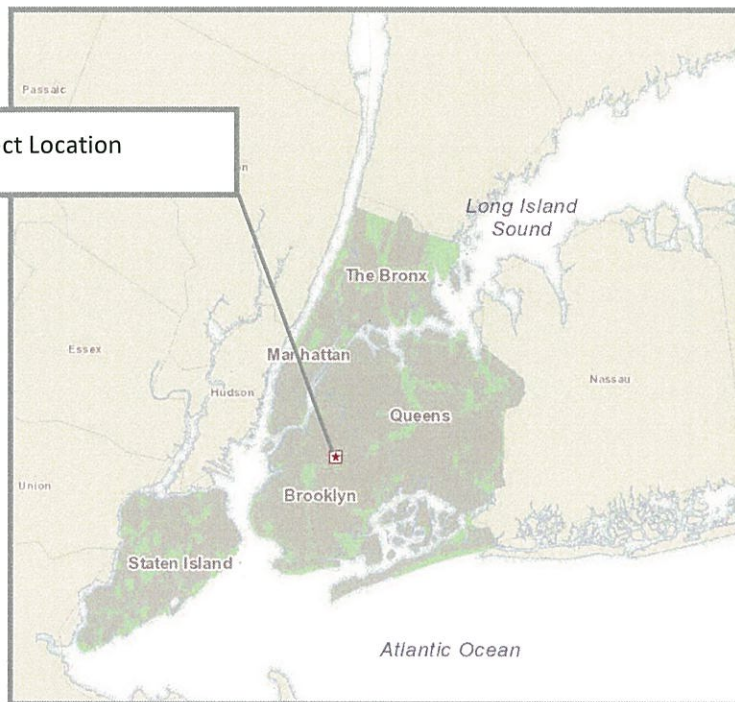 Passaic
ct Location
on
Long Island
Sound
The Bronx
Essex
Manhattan
Hudson
Nassau
Queens
Union
Brooklyn
Staten Island
Atlantic Ocean